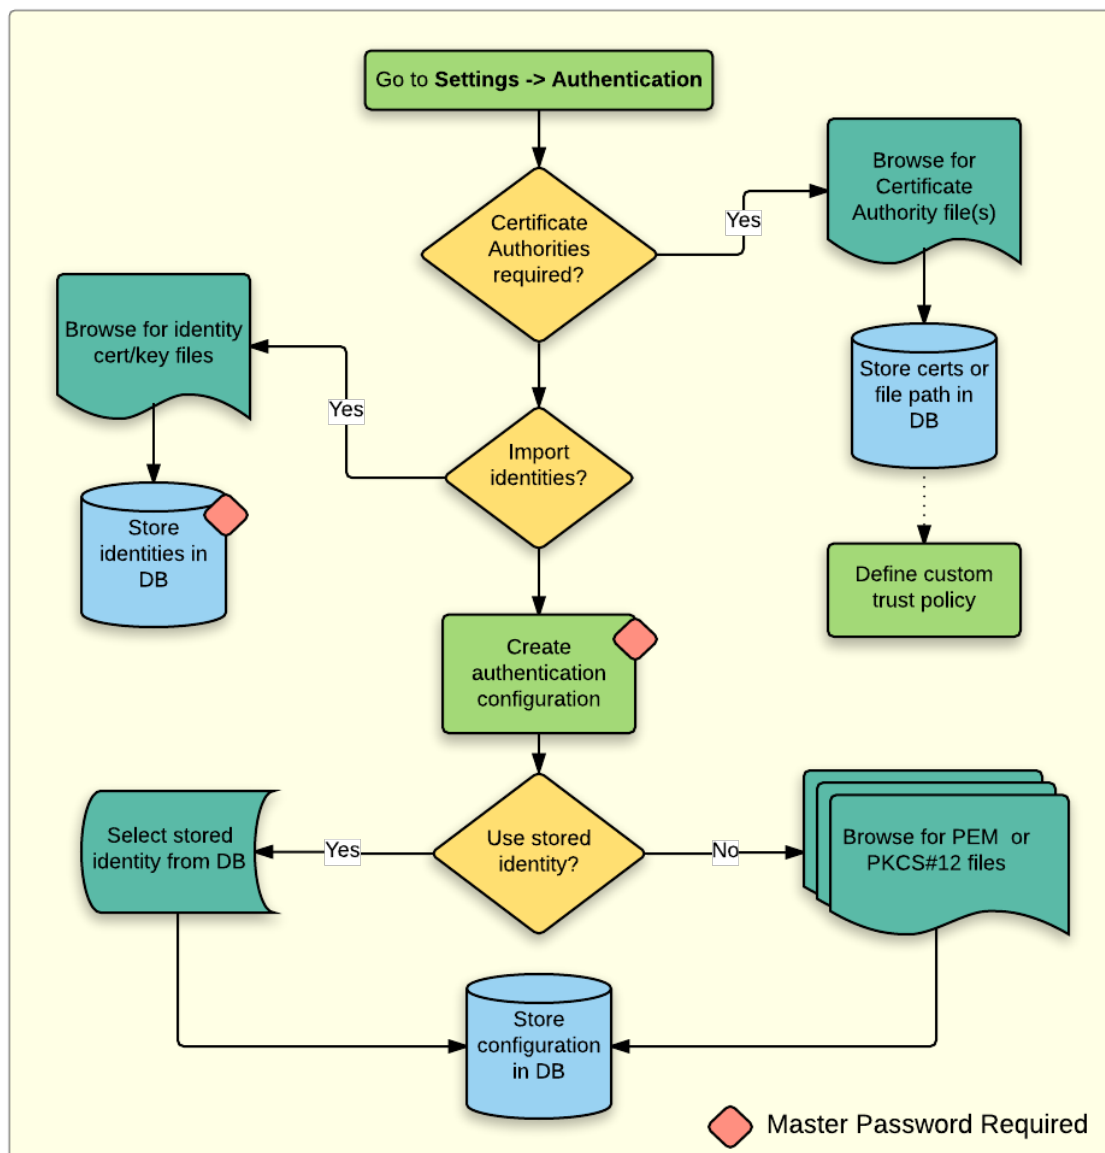 Go to Settings -> Authentication
Certificate
Authorities
required?
Yes
Browse for
Certificate
Authority file(s)
Store certs or
file path in
DB
Define custom
trust policy
Import
identities?
Yes
Browse for identity
cert/key files
Store
identities in
DB
Create
authentication
configuration
Use stored
identity?
Yes
Select stored
identity from DB
No
Browse for PEM  or
PKCS#12 files
Store
configuration
in DB
Master Password Required